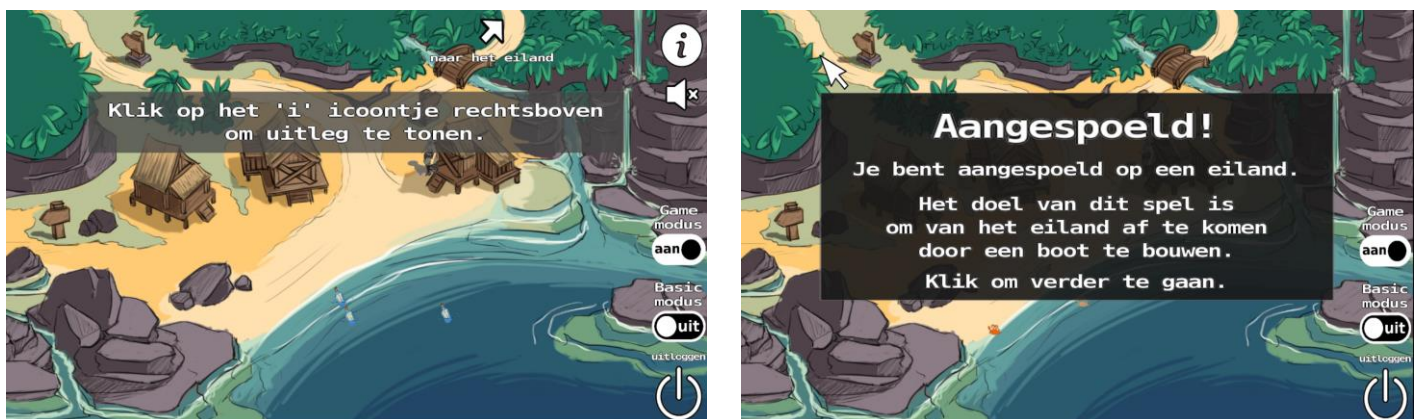 naar het eiland
i
Klik op het 'i' icoontje rechtsboven
om uitleg te tonen.
Game
modus
aan
Basic
modus
uit
uitloggen
Aangespoeld!
Je bent aangespoeld op een eiland.
Het doel van dit spel is
om van het eiland af te komen
door een boot te bouwen.
Klik om verder te gaan.
Game
modus
aan
Basic
modus
uit
uitloggen